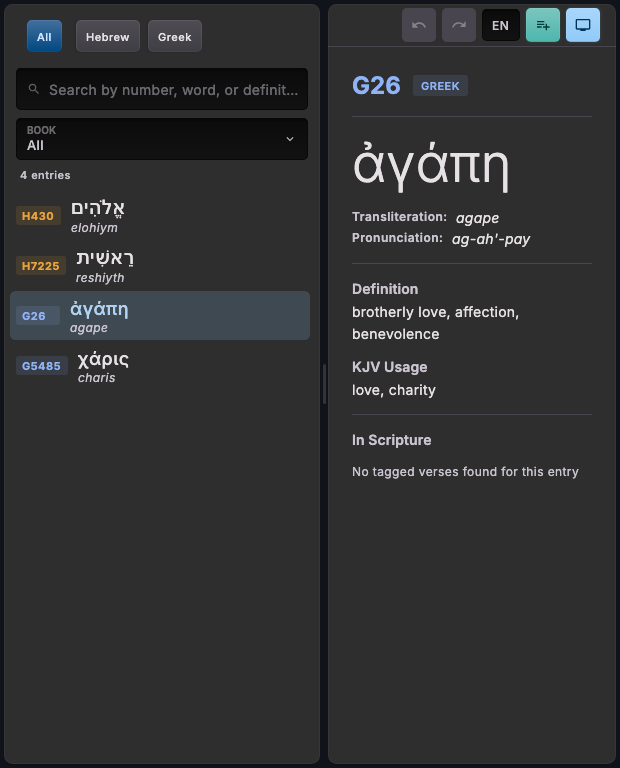 All
Hebrew
Greek
Search by number, word, or definit...
BOOK
All
4 entries
H430
אֱלֹהִים
elohiym
H7225
רֵאשִׁית
reshiyth
G26
ἀγάπη
agape
G5485
χάρις
charis
EN
G26
GREEK
ἀγάπη
Transliteration: agape
Pronunciation: ag-ah'-pay
Definition
brotherly love, affection,
benevolence
KJV Usage
love, charity
In Scripture
No tagged verses found for this entry